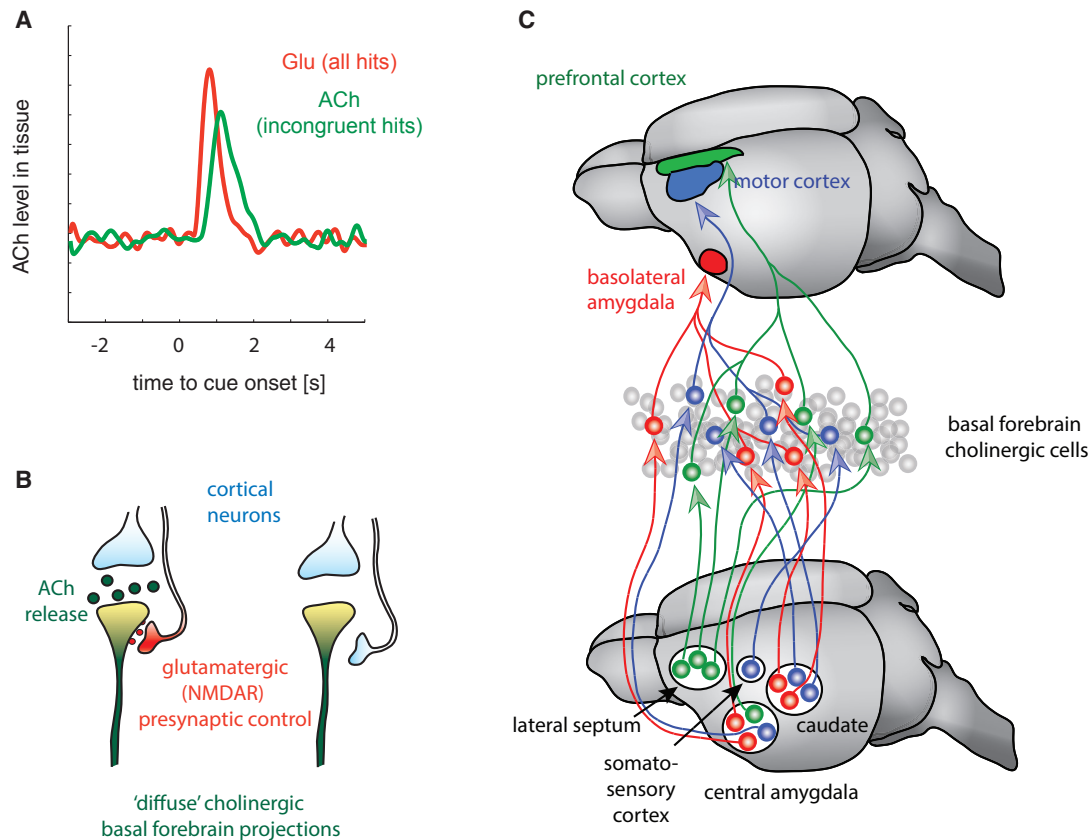 A
Glu (all hits)
ACh
(incongruent hits)
ACh level in tissue
-2
0
2
4
time to cue onset [s]
B
cortical
neurons
ACh
release
glutamatergic
(NMDAR)
presynaptic control
‘diffuse’ cholinergic
basal forebrain projections
C
prefrontal cortex
motor cortex
basolateral
amygdala
basal forebrain
cholinergic cells
lateral septum
caudate
somato-
sensory
cortex
central amygdala